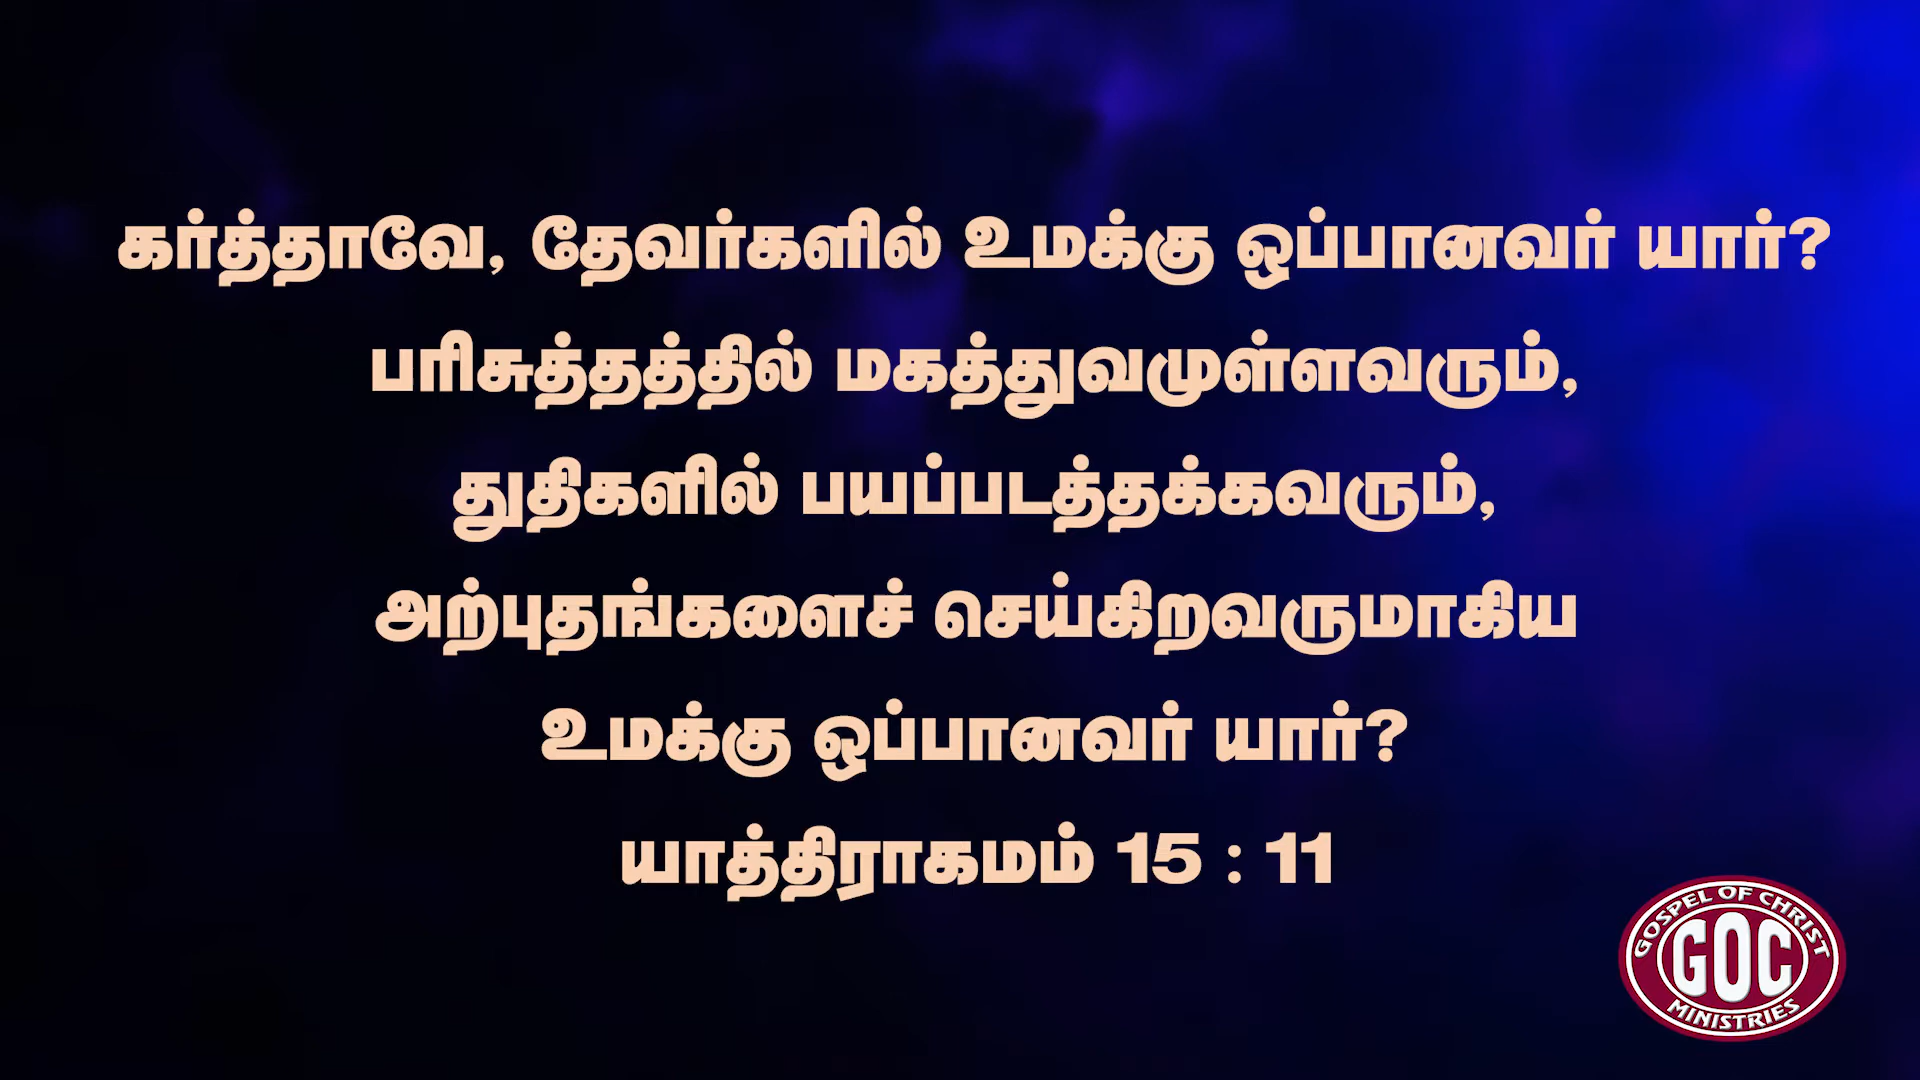 கர்த்தாவே, தேவர்களில் உமக்கு ஒப்பானவர் யார்?
பரிசுத்தத்தில் மகத்துவமுள்ளவரும்,
துதிகளில் பயப்படத்தக்கவரும்,
அற்புதங்களைச் செய்கிறவருமாகிய
உமக்கு ஒப்பானவர் யார்?
யாத்திராகமம் 15 : 11
GOSPEL OF CHRIST
GOC
MINISTRIES